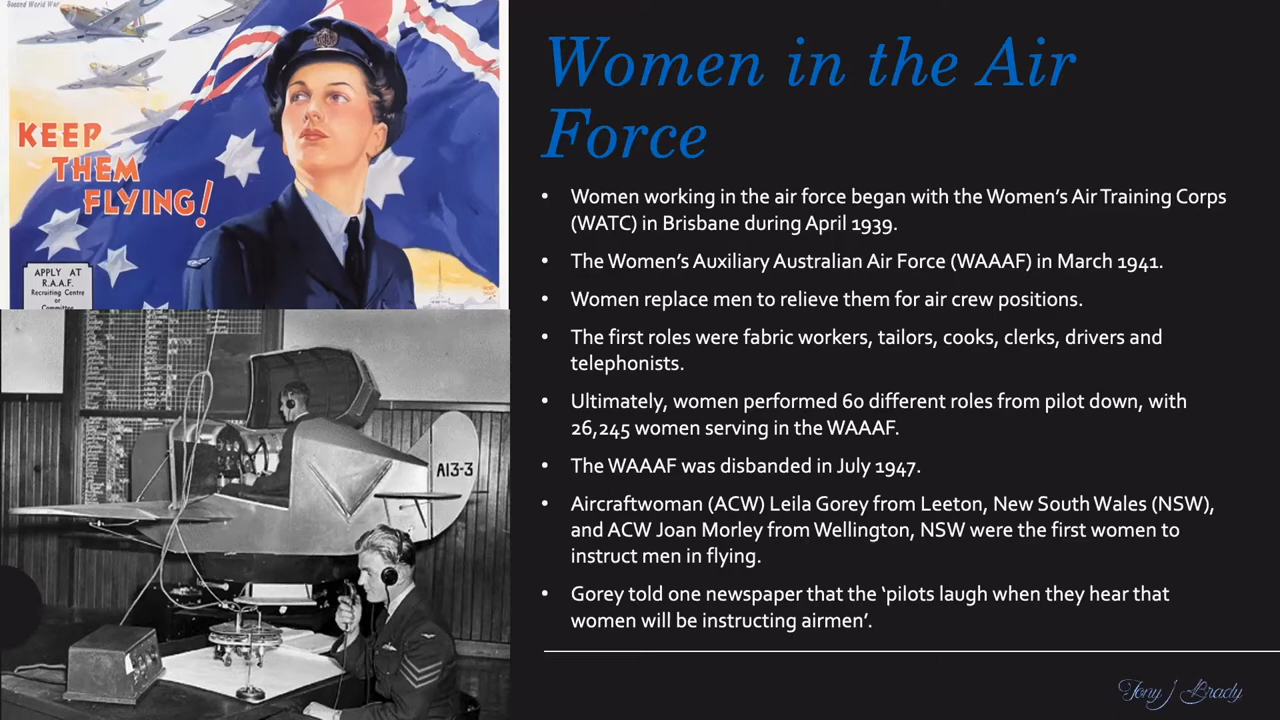 Second World War
KEEP
THEM
FLYING!
APPLY AT
R.A.A.F.
Recruiting Centre
or
Committee
A13-3
Women in the Air
Force
• Women working in the air force began with the Women’s Air Training Corps
(WATC) in Brisbane during April 1939.
• The Women’s Auxiliary Australian Air Force (WAAAF) in March 1941.
• Women replace men to relieve them for air crew positions.
• The first roles were fabric workers, tailors, cooks, clerks, drivers and
telephonists.
• Ultimately, women performed 60 different roles from pilot down, with
26,245 women serving in the WAAAF.
• The WAAAF was disbanded in July 1947.
• Aircraftwoman (ACW) Leila Gorey from Leeton, New South Wales (NSW),
and ACW Joan Morley from Wellington, NSW were the first women to
instruct men in flying.
• Gorey told one newspaper that the ‘pilots laugh when they hear that
women will be instructing airmen’.
Tony J Brady